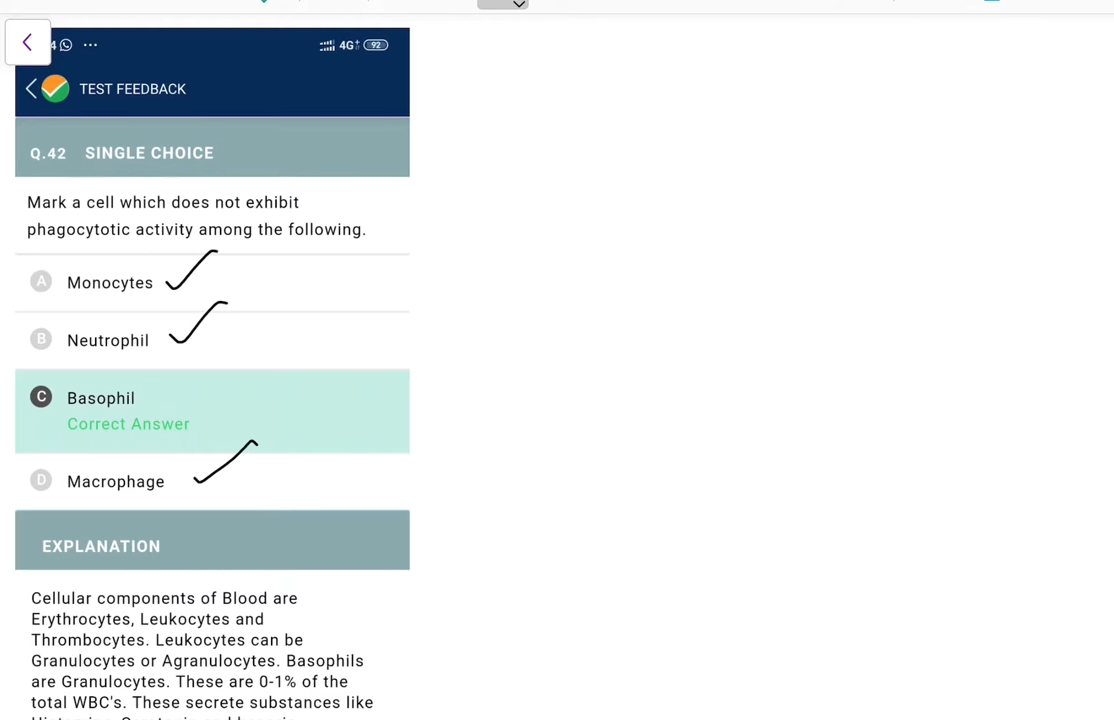 4G+ 92
TEST FEEDBACK
Q.42 SINGLE CHOICE
Mark a cell which does not exhibit
phagocytotic activity among the following.
A Monocytes
B Neutrophil
C Basophil
Correct Answer
D Macrophage
EXPLANATION
Cellular components of Blood are
Erythrocytes, Leukocytes and
Thrombocytes. Leukocytes can be
Granulocytes or Agranulocytes. Basophils
are Granulocytes. These are 0-1% of the
total WBC's. These secrete substances like